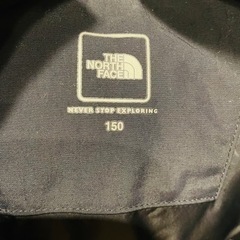 THE
NORTH
FACE
NEVER STOP EXPLORING
150